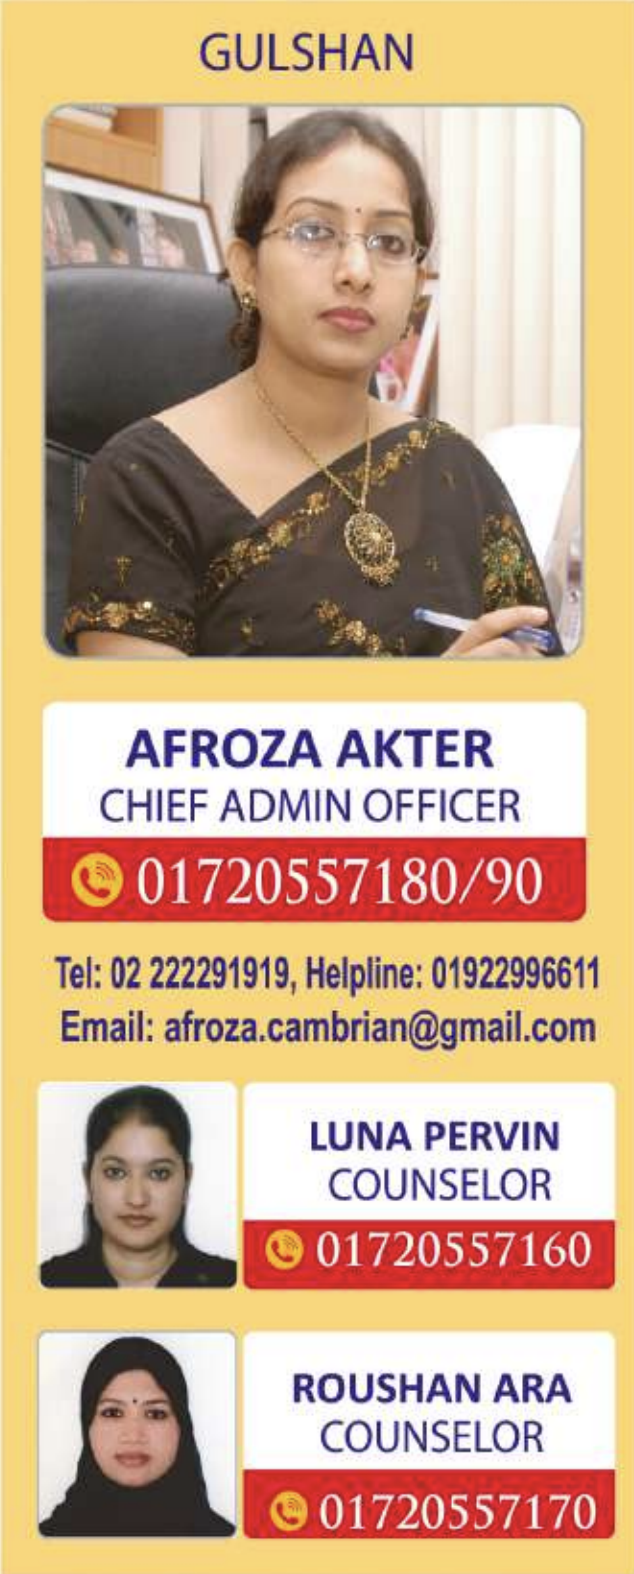 GULSHAN
AFROZA AKTER
CHIEF ADMIN OFFICER
01720557180/90
Tel: 02 222291919, Helpline: 01922996611
Email: afroza.cambrian@gmail.com
LUNA PERVIN
COUNSELOR
01720557160
ROUSHAN ARA
COUNSELOR
01720557170